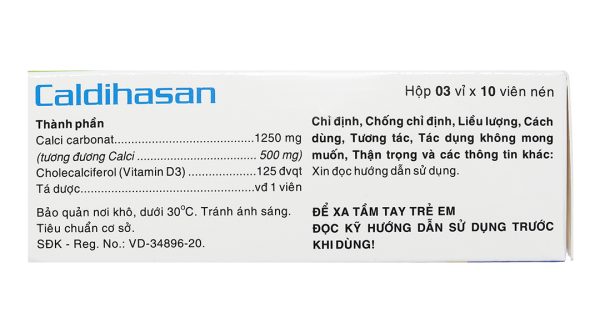 Caldihasan
Thành phần
Calci carbonat..................................1250 mg
(tương đương Calci ............................. 500 mg)
Cholecalciferol (Vitamin D3) .................125 đvqt
Tá dược...........................................vđ 1 viên
Bảo quản nơi khô, dưới 30°C. Tránh ánh sáng.
Tiêu chuẩn cơ sở.
SĐK - Reg. No.: VD-34896-20.
Hộp 03 vỉ x 10 viên nén
Chỉ định, Chống chỉ định, Liều lượng, Cách
dùng, Tương tác, Tác dụng không mong
muốn, Thận trọng và các thông tin khác:
Xin đọc hướng dẫn sử dụng.
ĐỂ XA TẦM TAY TRẺ EM
ĐỌC KỸ HƯỚNG DẪN SỬ DỤNG TRƯỚC
KHI DÙNG!